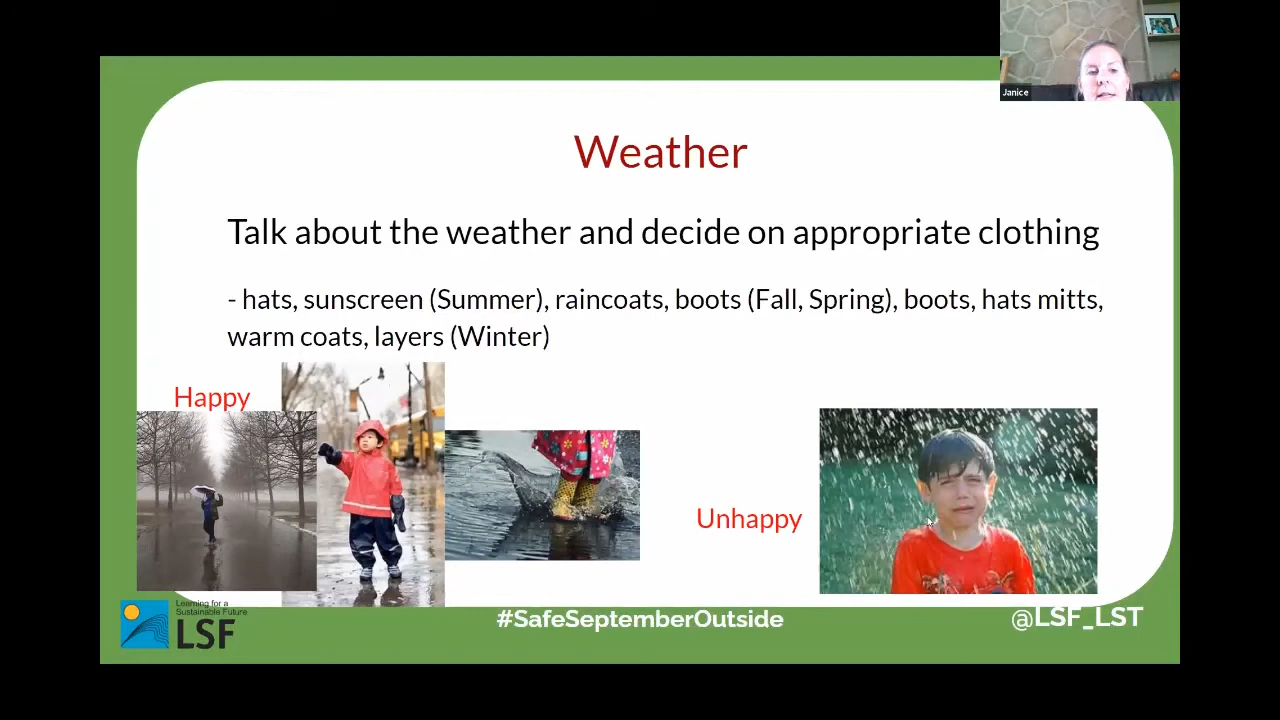 Janice
Weather
Talk about the weather and decide on appropriate clothing
- hats, sunscreen (Summer), raincoats, boots (Fall, Spring), boots, hats mitts,
warm coats, layers (Winter)
Happy
Unhappy
Learning for a
Sustainable Future
LSF
#SafeSeptemberOutside
@LSF_LST